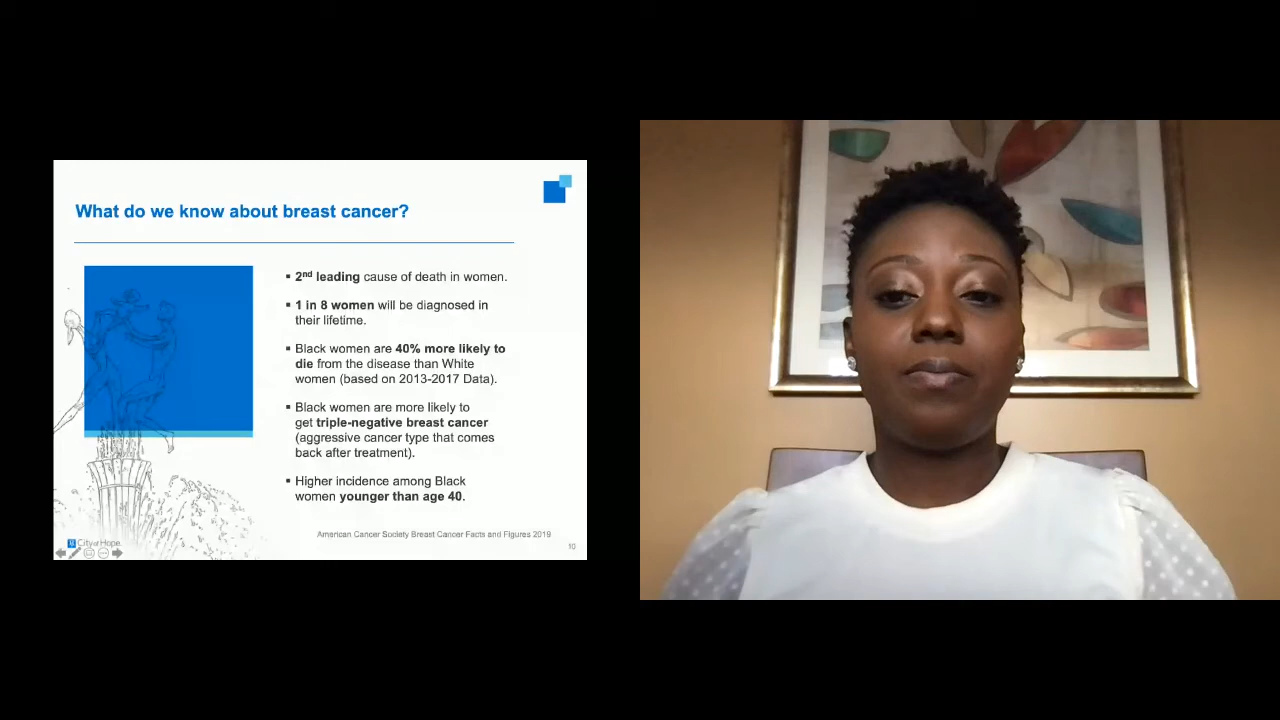 What do we know about breast cancer?
▪ 2nd leading cause of death in women.
▪ 1 in 8 women will be diagnosed in
their lifetime.
▪ Black women are 40% more likely to
die from the disease than White
women (based on 2013-2017 Data).
▪ Black women are more likely to
get triple-negative breast cancer
(aggressive cancer type that comes
back after treatment).
▪ Higher incidence among Black
women younger than age 40.
American Cancer Society Breast Cancer Facts and Figures 2019
City of Hope.
10